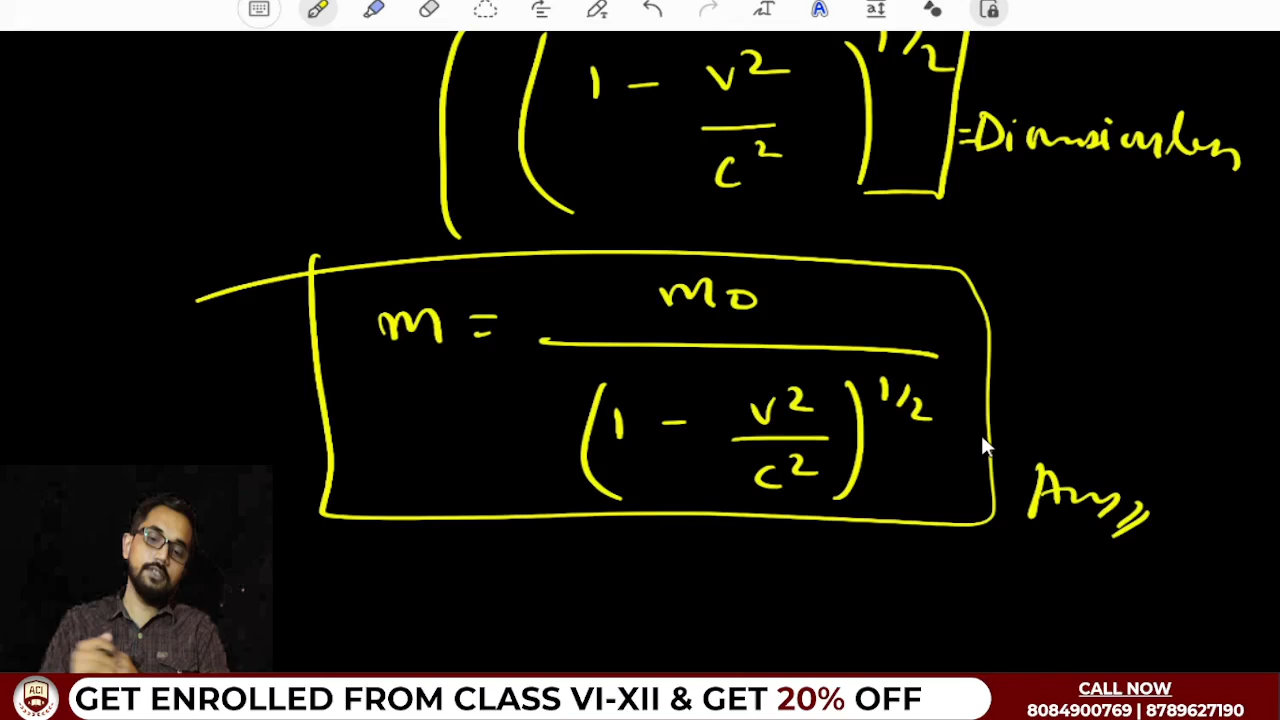 (1 - v²/c²)^1/2 = Dimensionless
m = m0/(1 - v²/c²)^1/2
Ans
ACI
GET ENROLLED FROM CLASS VI-XII & GET 20% OFF
CALL NOW
8084900769 | 8789627190